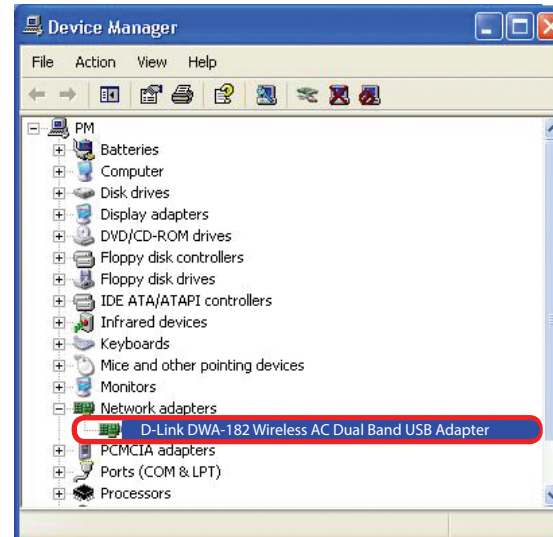 Device Manager
File Action View Help
PM
Batteries
Computer
Disk drives
Display adapters
DVD/CD-ROM drives
Floppy disk controllers
Floppy disk drives
IDE ATA/ATAPI controllers
Infrared devices
Keyboards
Mice and other pointing devices
Monitors
Network adapters
D-Link DWA-182 Wireless AC Dual Band USB Adapter
PCMCIA adapters
Ports (COM & LPT)
Processors